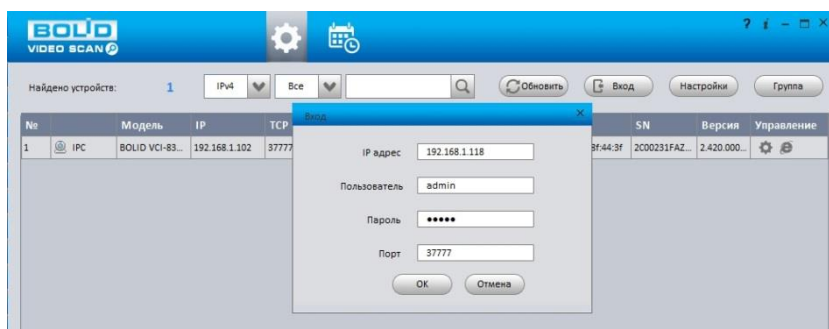 BOLID
VIDEO SCAN
? i
Найдено устройств: 1 IPv4 Все Обновить Вход Настройки Группа
№ Модель IP TCP SN Версия Управление
1 IPC BOLID VCI-83... 192.168.1.102 37777 3f:44:3f 2C00231FAZ... 2.420.000...
Вход
IP адрес 192.168.1.118
Пользователь admin
Пароль •••••
Порт 37777
OK Отмена